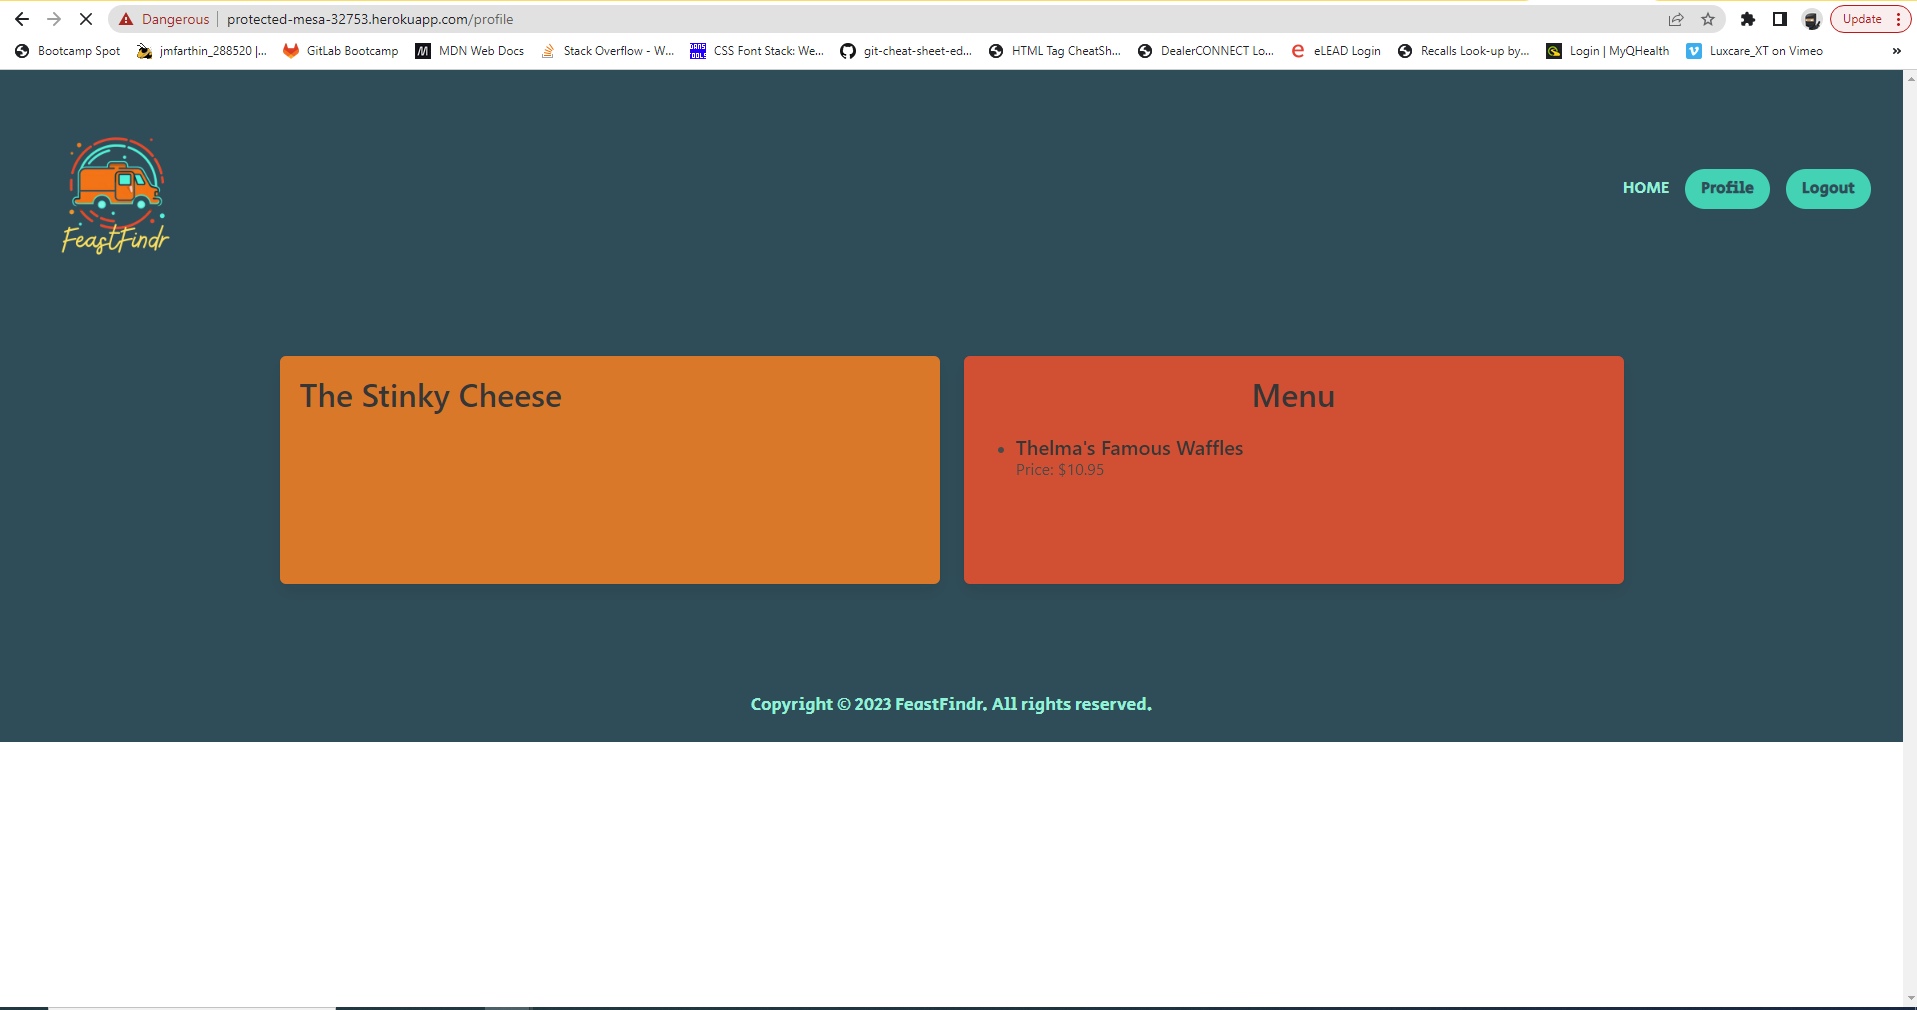 Dangerous protected-mesa-32753.herokuapp.com/profile Update
Bootcamp Spot jmfarthin_288520 |... GitLab Bootcamp MDN Web Docs Stack Overflow - W... CSS Font Stack: We... git-cheat-sheet-ed... HTML Tag CheatSh... DealerCONNECT Lo... eLEAD Login Recalls Look-up by... Login | MyQHealth Luxcare_XT on Vimeo »
HOME Profile Logout
FeastFindr
The Stinky Cheese
Menu
• Thelma's Famous Waffles
Price: $10.95
Copyright © 2023 FeastFindr. All rights reserved.